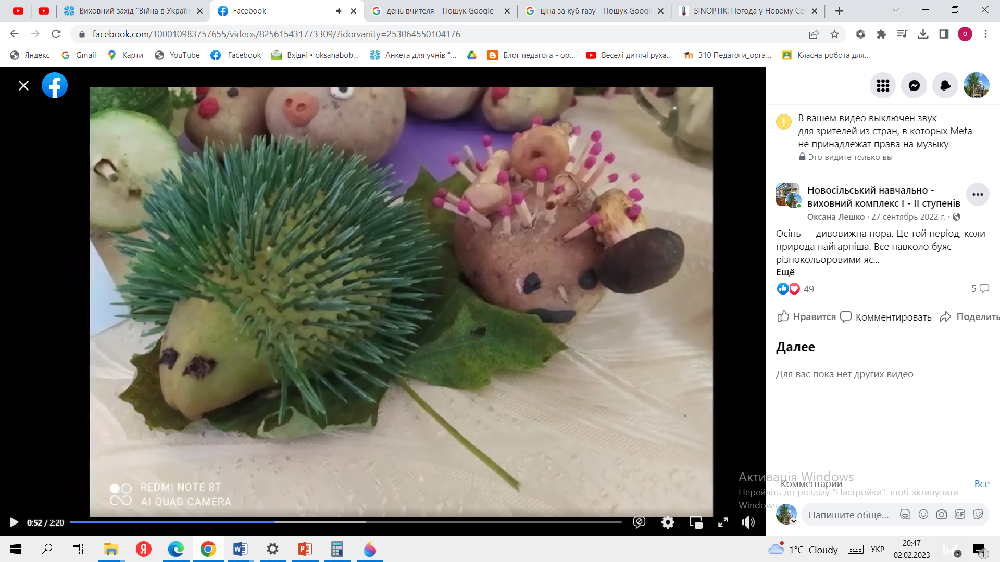 Виховний захід "Війна в Україні
Facebook
день вчителя – Пошук Google
ціна за куб газу - Пошук Google
SINOPTIK: Погода у Новому Сел
facebook.com/100010983757655/videos/825615431773309/?idorvanity=253064550104176
O
Яндекс
Gmail
Карти
YouTube
Facebook
Вхідні • oksanabob...
Анкета для учнів "...
Блог педагога - ор...
Веселі дитячі руха...
310 Педагоги_орга...
Класна робота для...
В вашем видео выключен звук
для зрителей из стран, в которых Meta
не принадлежат права на музыку
Это видите только вы
Новосільський навчально -
виховний комплекс І - ІІ ступенів
Оксана Лешко · 27 сентябрь 2022 г. ·
Осінь — дивовижна пора. Це той період, коли
природа найгарніша. Все навколо буяє
різнокольоровими яс...
Ещё
49
5
Нравится
Комментировать
Поделить
Далее
Для вас пока нет других видео
REDMI NOTE 8T
AI QUAD CAMERA
Активація Windows
Перейдіть до розділу "Настройки", щоб активувати
Windows.
Комментарии
Все
Напишите обще...
GIF
0:52 / 2:20
1°C Cloudy
УКР
20:47
02.02.2023
1